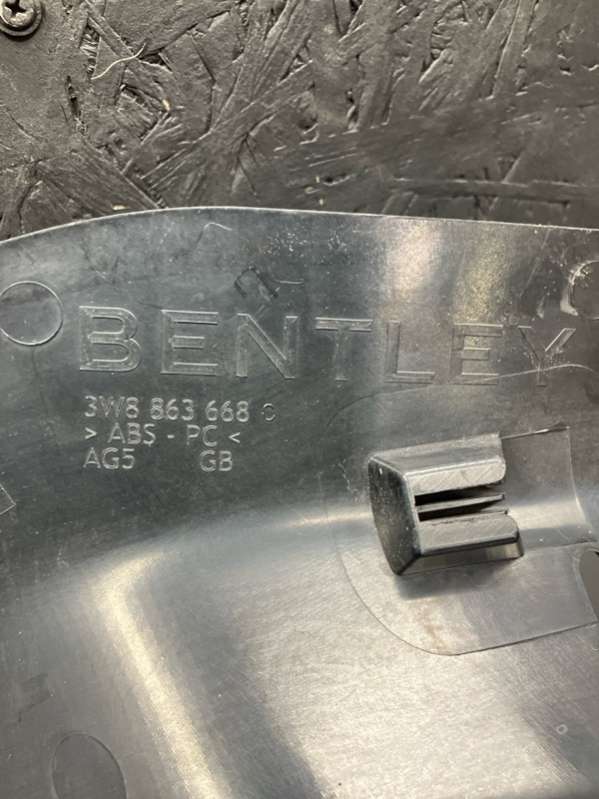 BENTLEY
3W8 863 668 C
> ABS - PC <
AG5 GB